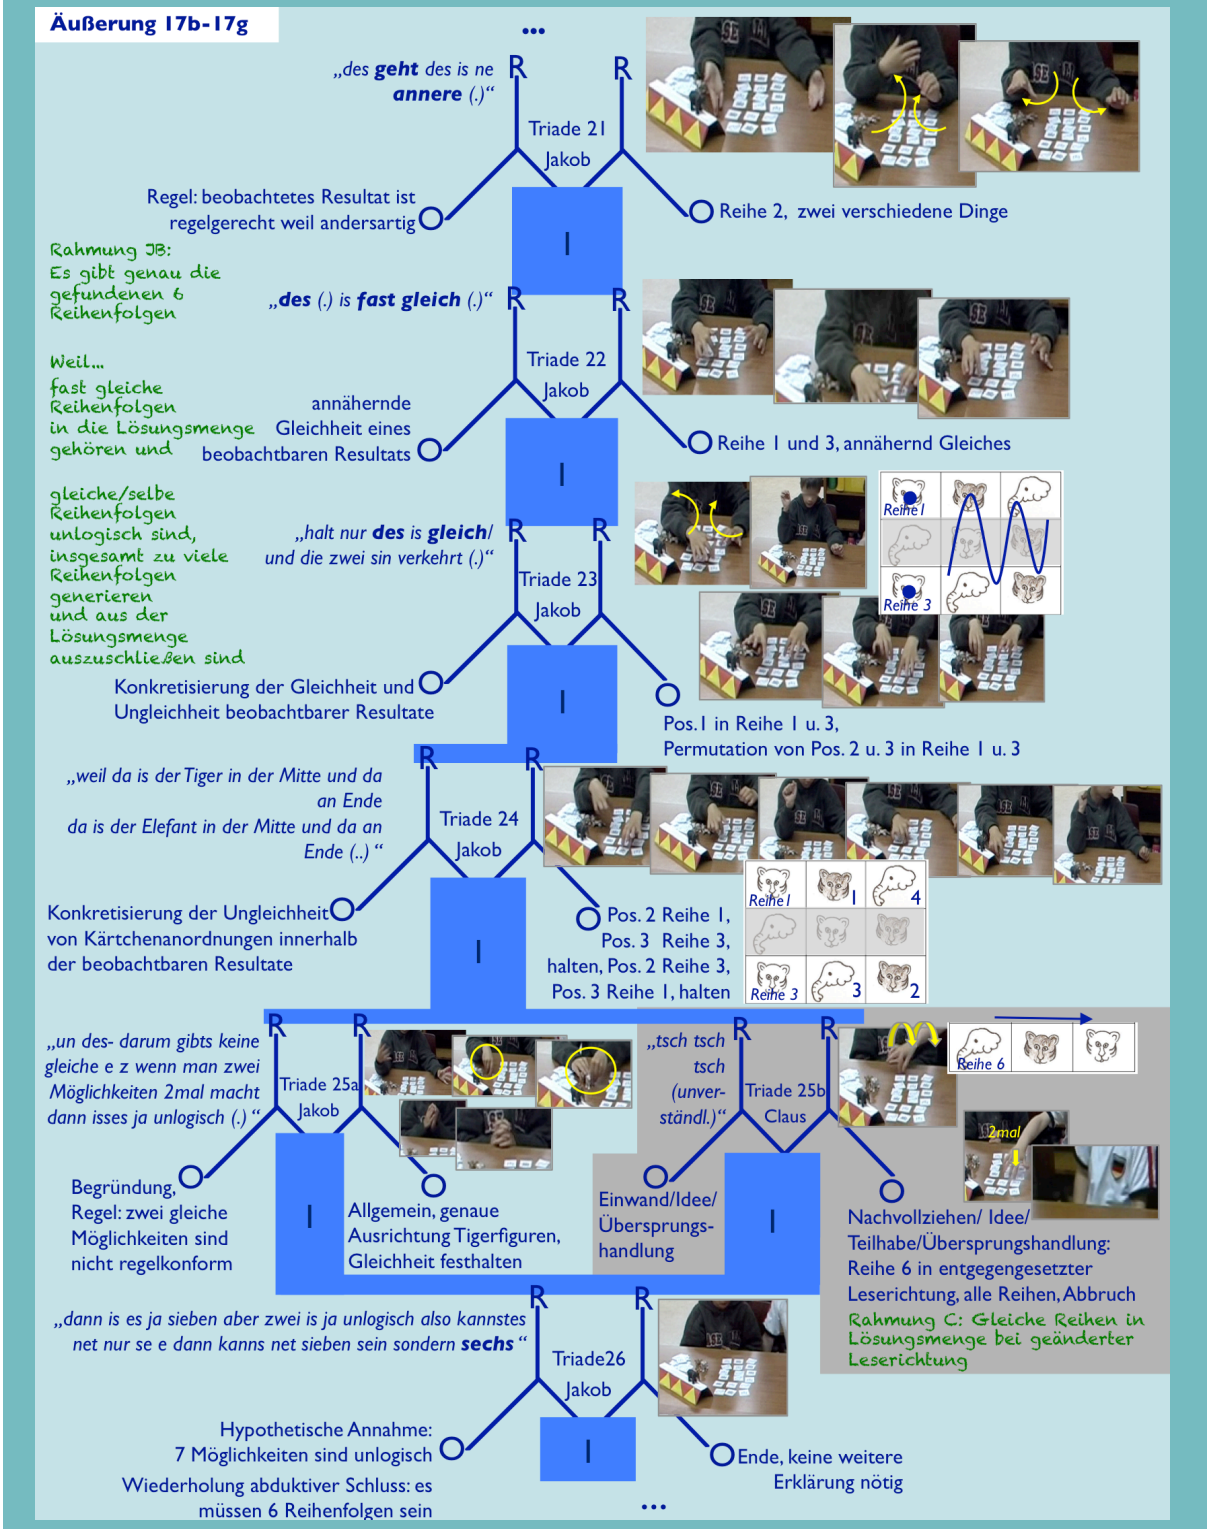 Äußerung 17b-17g
...
„des geht des is ne
annere (.)“
R
R
Triade 21
Jakob
Regel: beobachtetes Resultat ist
regelgerecht weil andersartig
Reihe 2, zwei verschiedene Dinge
I
Rahmung JB:
Es gibt genau die
gefundenen 6
Reihenfolgen
„des (.) is fast gleich (.)“
R
R
Triade 22
Jakob
Weil...
fast gleiche
Reihenfolgen
in die Lösungsmenge
gehören und
annähernde
Gleichheit eines
beobachtbaren Resultats
Reihe 1 und 3, annähernd Gleiches
I
gleiche/selbe
Reihenfolgen
unlogisch sind,
insgesamt zu viele
Reihenfolgen
generieren
und aus der
Lösungsmenge
auszuschließen sind
„halt nur des is gleich/
und die zwei sin verkehrt (.)“
R
R
Triade 23
Jakob
Reihe 1
Reihe 3
Konkretisierung der Gleichheit und
Ungleichheit beobachtbarer Resultate
I
Pos.1 in Reihe 1 u. 3,
Permutation von Pos. 2 u. 3 in Reihe 1 u. 3
„weil da is der Tiger in der Mitte und da
an Ende
da is der Elefant in der Mitte und da an
Ende (..) “
R
R
Triade 24
Jakob
Reihe 1
1
4
Reihe 3
3
2
Konkretisierung der Ungleichheit
von Kärtchenanordnungen innerhalb
der beobachtbaren Resultate
I
Pos. 2 Reihe 1,
Pos. 3 Reihe 3,
halten, Pos. 2 Reihe 3,
Pos. 3 Reihe 1, halten
„un des- darum gibts keine
gleiche e z wenn man zwei
Möglichkeiten 2mal macht
dann isses ja unlogisch (.) “
R
R
Triade 25a
Jakob
„tsch tsch
tsch
(unver-
ständl.)“
R
R
Triade 25b
Claus
Reihe 6
2mal
Begründung,
Regel: zwei gleiche
Möglichkeiten sind
nicht regelkonform
I
Allgemein, genaue
Ausrichtung Tigerfiguren,
Gleichheit festhalten
Einwand/Idee/
Übersprungs-
handlung
I
Nachvollziehen/ Idee/
Teilhabe/Übersprungshandlung:
Reihe 6 in entgegengesetzter
Leserichtung, alle Reihen, Abbruch
Rahmung C: Gleiche Reihen in
Lösungsmenge bei geänderter
Leserichtung
„dann is es ja sieben aber zwei is ja unlogisch also kannstes
net nur se e dann kanns net sieben sein sondern sechs “
R
R
Triade26
Jakob
Hypothetische Annahme:
7 Möglichkeiten sind unlogisch
Wiederholung abduktiver Schluss: es
müssen 6 Reihenfolgen sein
I
Ende, keine weitere
Erklärung nötig
...